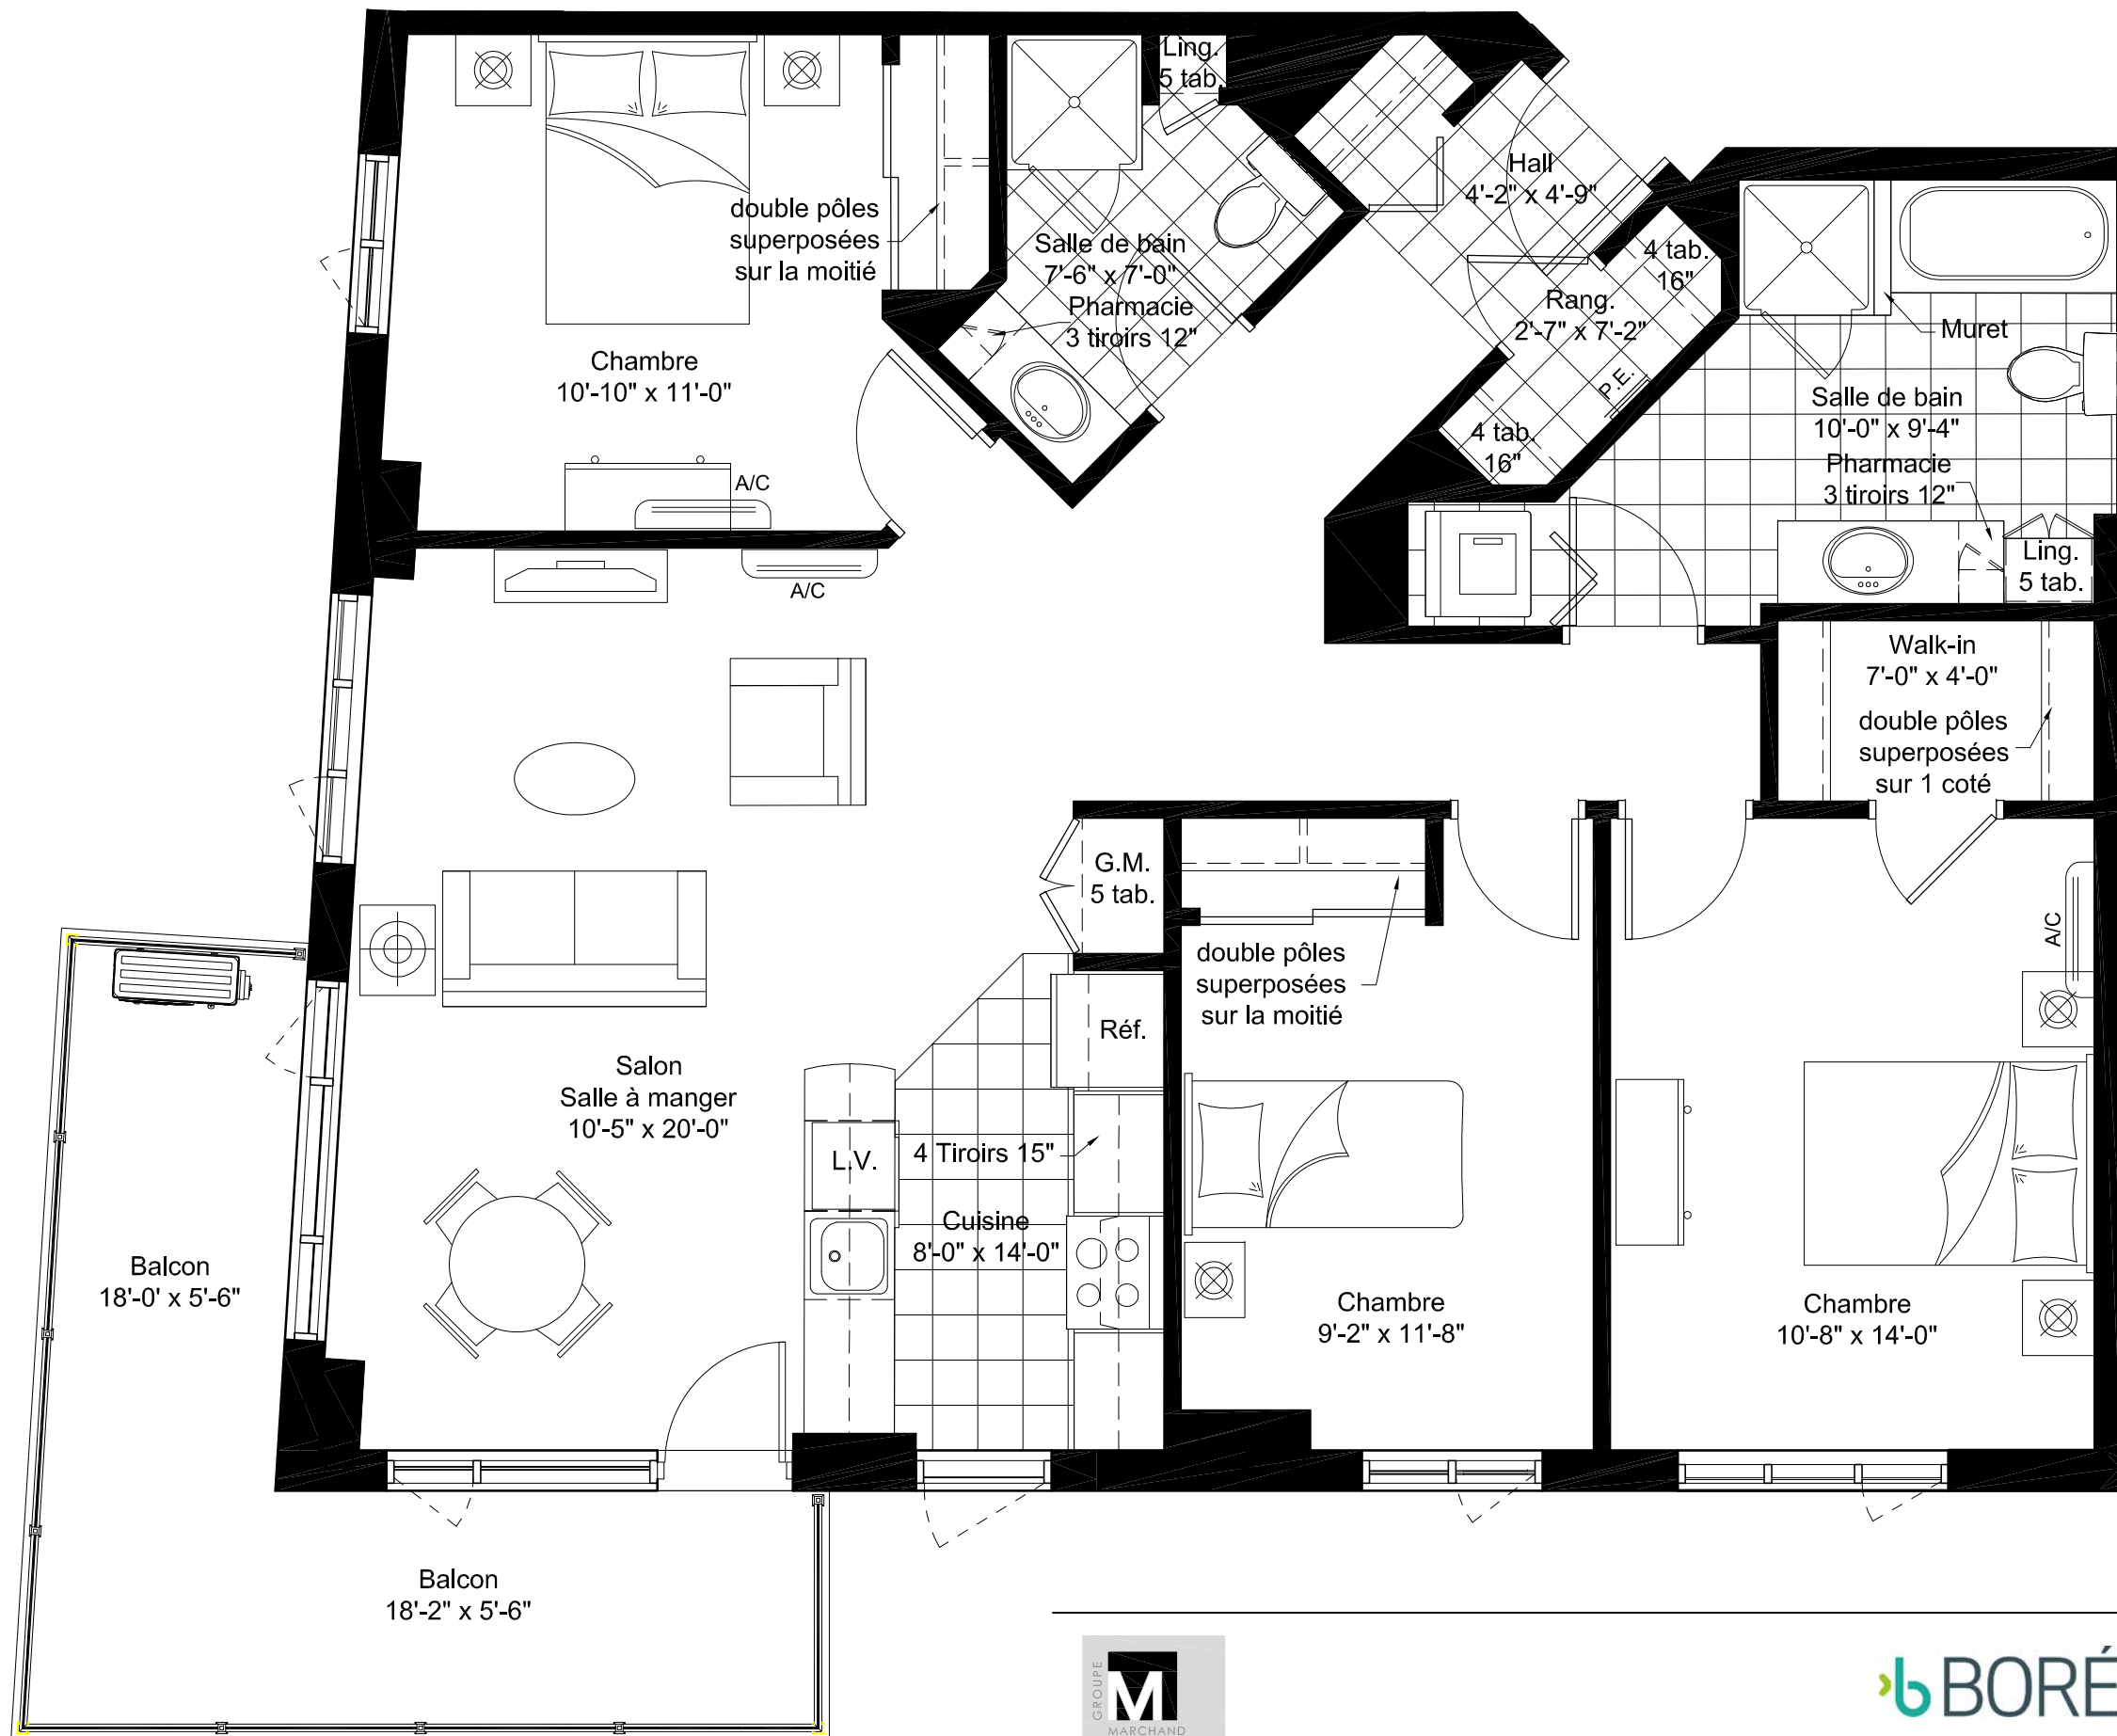 Ling.
5 tab.
Hall
4'-2" x 4'-9"
double pôles
superposées
sur la moitié
Salle de bain
7'-6" x 7'-0"
Pharmacie
3 tiroirs 12"
4 tab.
16"
Rang.
2'-7" x 7'-2"
Muret
Chambre
10'-10" x 11'-0"
P.E.
Salle de bain
10'-0" x 9'-4"
4 tab.
16"
Pharmacie
3 tiroirs 12"
A/C
A/C
Ling.
5 tab.
Walk-in
7'-0" x 4'-0"
double pôles
superposées
sur 1 coté
G.M.
5 tab.
A/C
double pôles
superposées
sur la moitié
Réf.
Salon
Salle à manger
10'-5" x 20'-0"
L.V.
4 Tiroirs 15"
Cuisine
8'-0" x 14'-0"
Balcon
18'-0' x 5'-6"
Chambre
9'-2" x 11'-8"
Chambre
10'-8" x 14'-0"
Balcon
18'-2" x 5'-6"
GROUPE
M
MARCHAND
b BORÉ